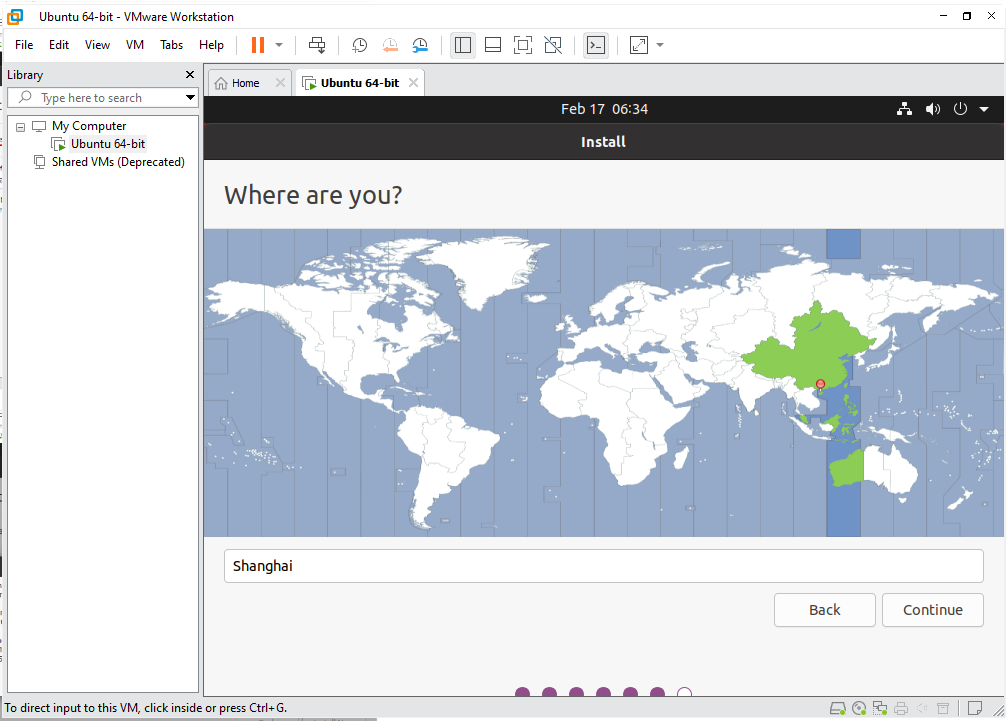 Ubuntu 64-bit - VMware Workstation
File Edit View VM Tabs Help
Library
Home
Ubuntu 64-bit
Type here to search
My Computer
Ubuntu 64-bit
Shared VMs (Deprecated)
Feb 17 06:34
Install
Where are you?
Shanghai
Back
Continue
To direct input to this VM, click inside or press Ctrl+G.